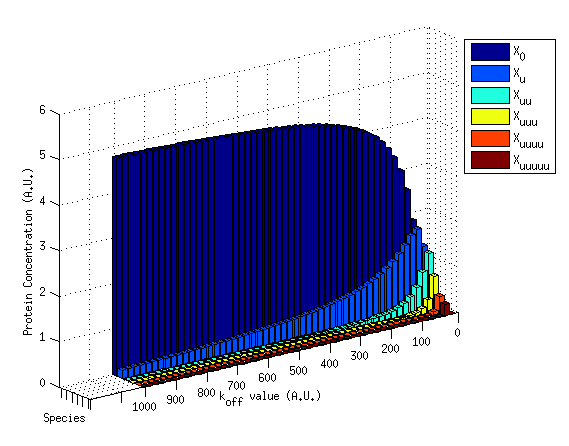 X0
Xu
Xuu
Xuuu
Xuuuu
Xuuuuu
6
5
4
3
2
1
0
Protein Concentration (A.U.)
0
100
200
300
400
500
600
700
800
900
1000
koff value (A.U.)
Species